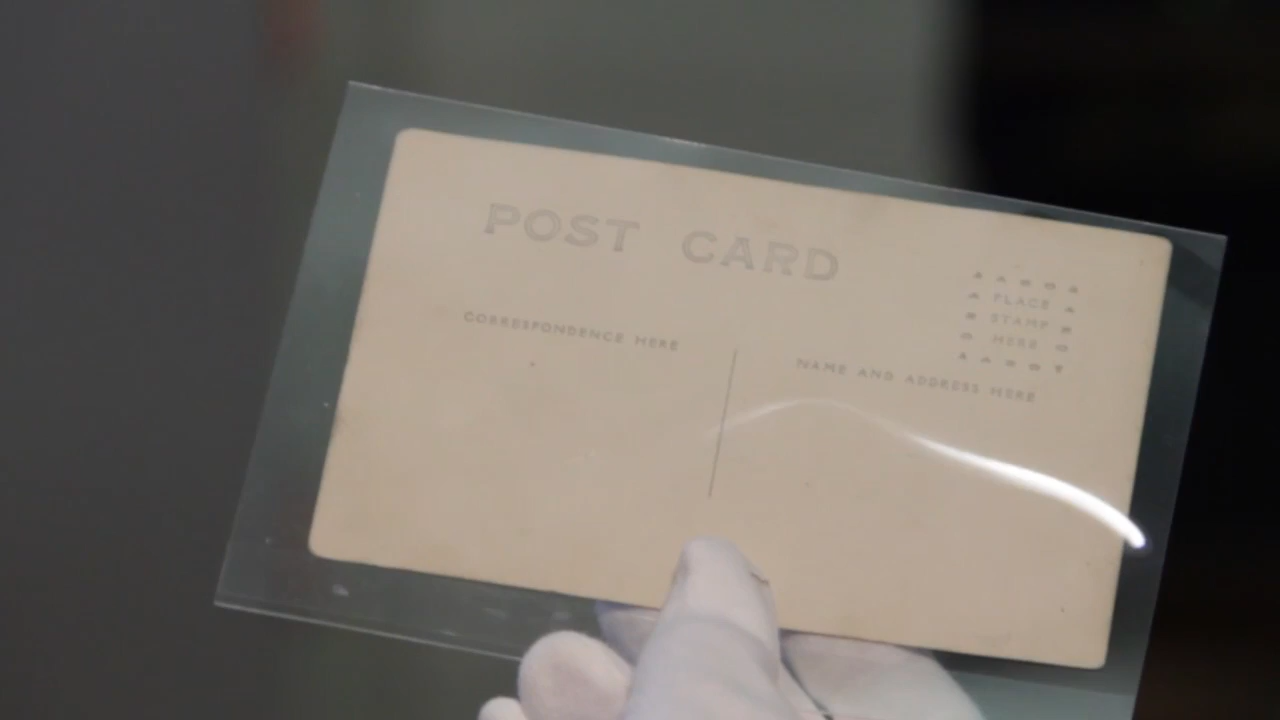 POST CARD
CORRESPONDENCE HERE
PLACE
STAMP
HERE
NAME AND ADDRESS HERE